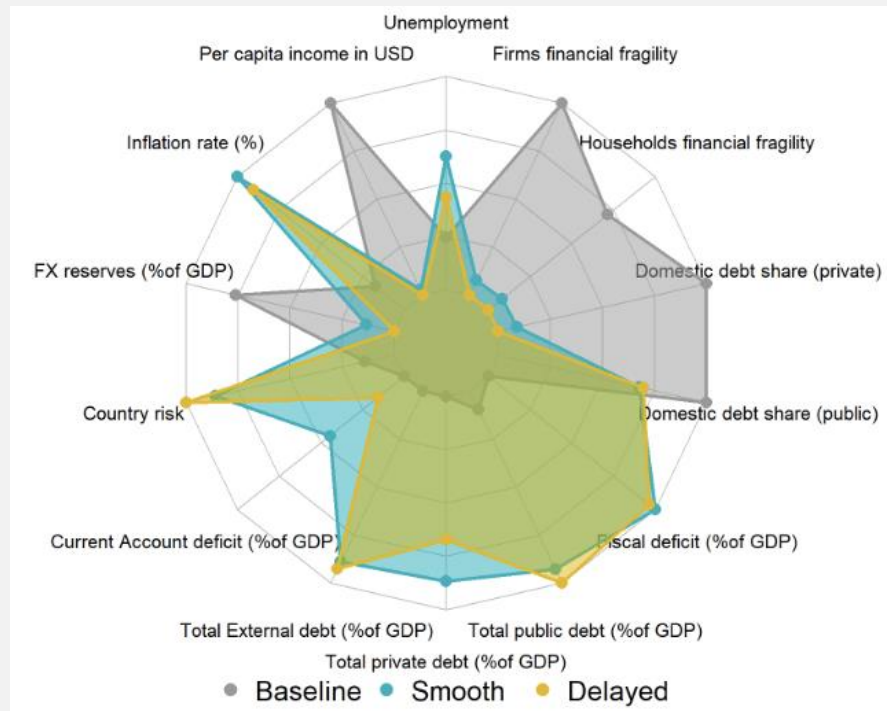 Unemployment
Per capita income in USD
Firms financial fragility
Inflation rate (%)
Households financial fragility
FX reserves (%of GDP)
Domestic debt share (private)
Country risk
Domestic debt share (public)
Current Account deficit (%of GDP)
Fiscal deficit (%of GDP)
Total External debt (%of GDP)
Total public debt (%of GDP)
Total private debt (%of GDP)
Baseline Smooth Delayed